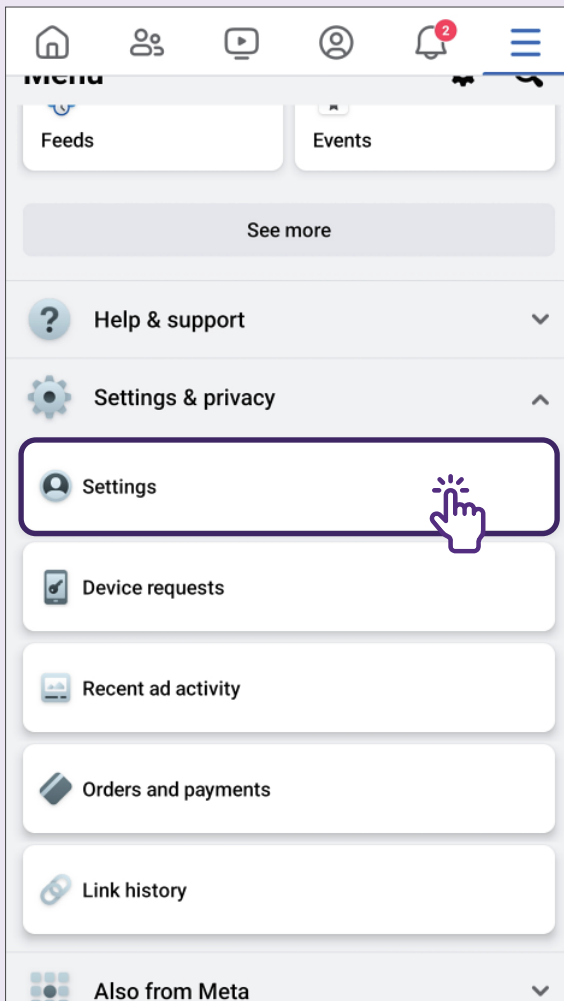 2
Menu
Feeds
Events
See more
Help & support
Settings & privacy
Settings
Device requests
Recent ad activity
Orders and payments
Link history
Also from Meta